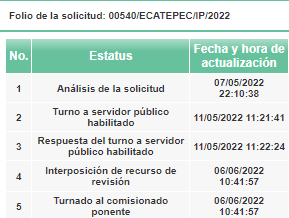 Folio de la solicitud: 00540/ECATEPEC/IP/2022
No. Estatus Fecha y hora de
actualización
1 Análisis de la solicitud 07/05/2022
22:10:38
2 Turno a servidor público
habilitado 11/05/2022 11:21:41
3 Respuesta del turno a servidor
público habilitado 11/05/2022 11:22:24
4 Interposición de recurso de
revisión 06/06/2022
10:41:57
5 Turnado al comisionado
ponente 06/06/2022
10:41:57